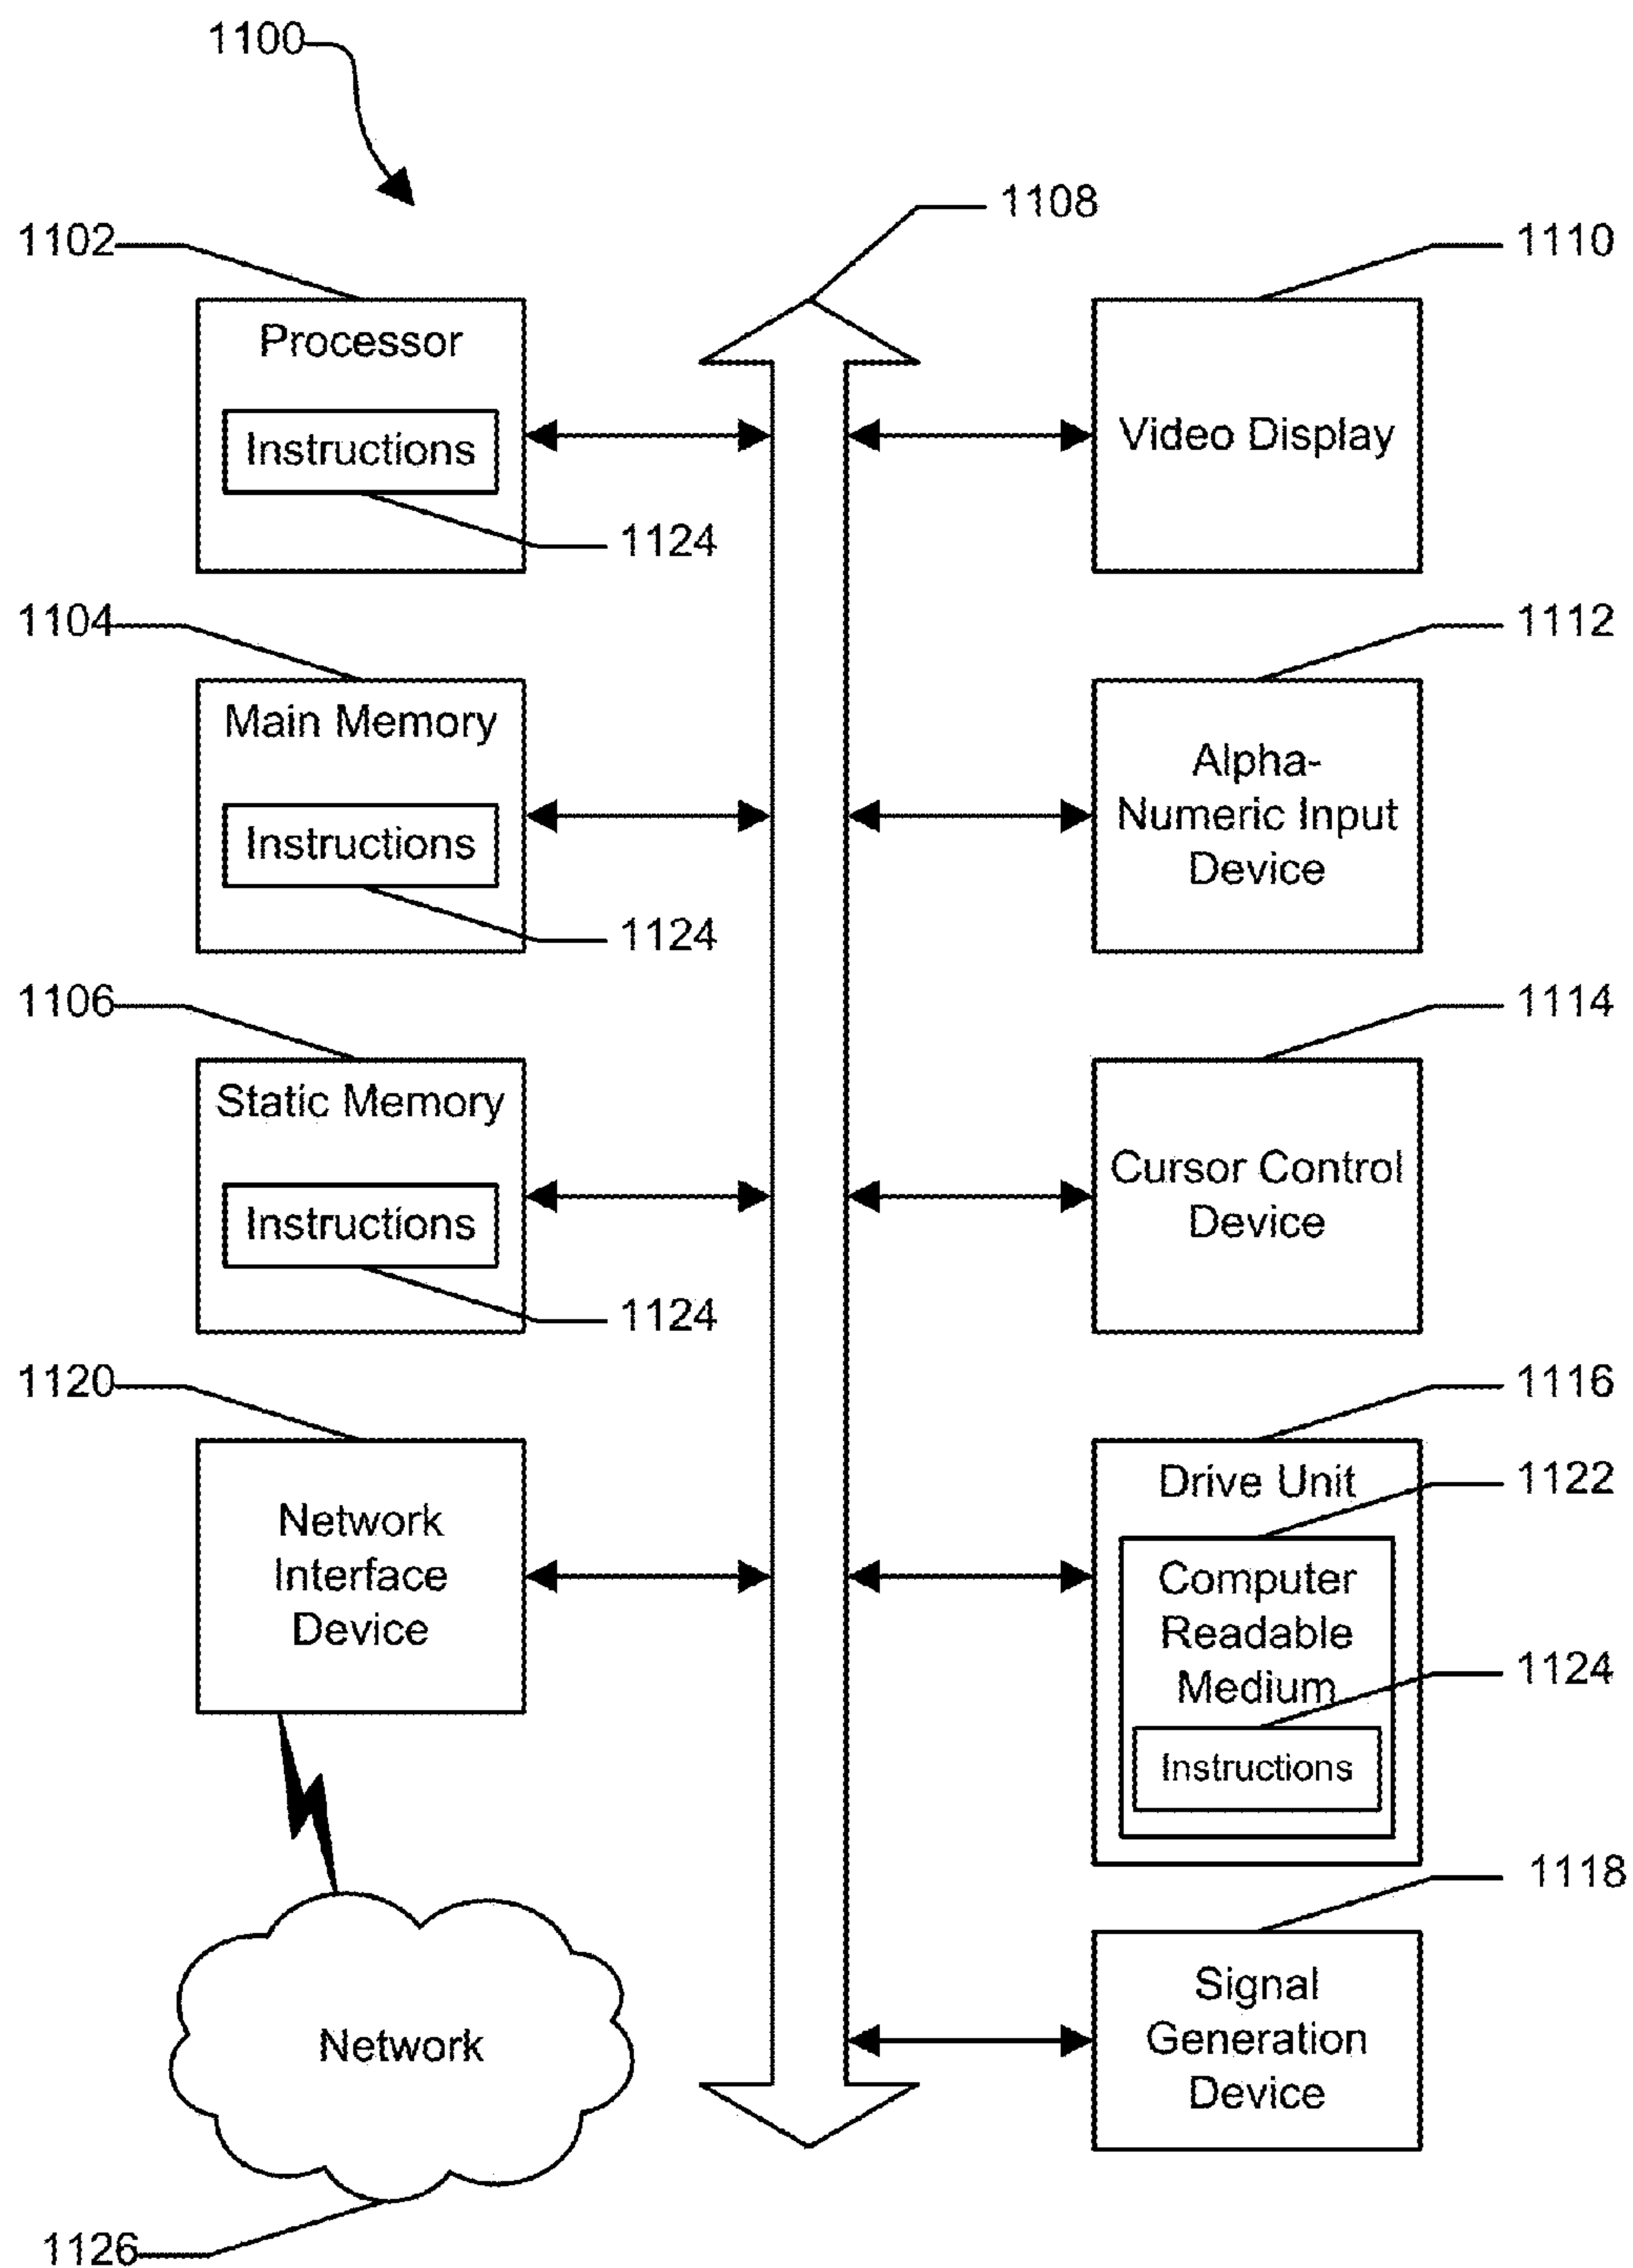 1100
1108
1102
Processor
Instructions
1124
1110
Video Display
1104
Main Memory
Instructions
1124
1112
Alpha-
Numeric Input
Device
1106
Static Memory
Instructions
1124
1114
Cursor Control
Device
1120
Network
Interface
Device
1116
Drive Unit
1122
Computer
Readable
Medium
1124
Instructions
1118
Signal
Generation
Device
Network
1126